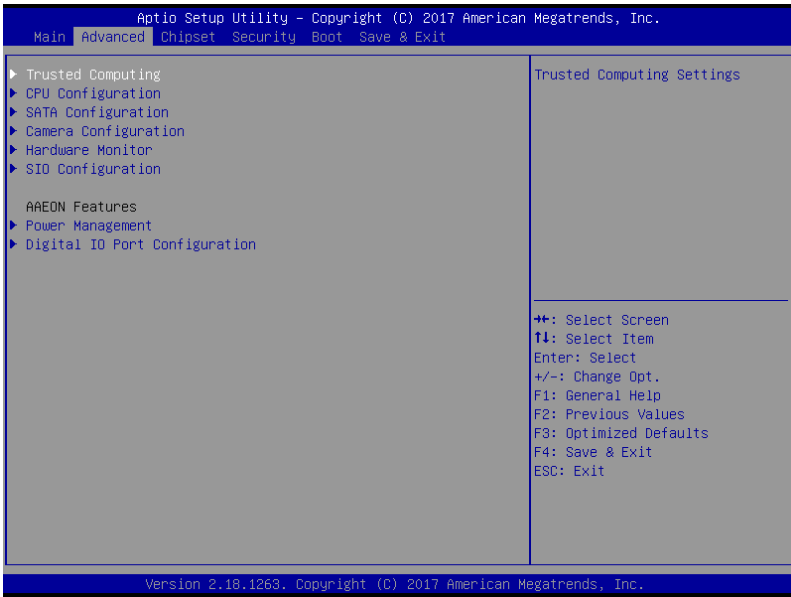 Aptio Setup Utility – Copyright (C) 2017 American Megatrends, Inc.
Main Advanced Chipset Security Boot Save & Exit
▶ Trusted Computing
▶ CPU Configuration
▶ SATA Configuration
▶ Camera Configuration
▶ Hardware Monitor
▶ SIO Configuration
AAEON Features
▶ Power Management
▶ Digital IO Port Configuration
Trusted Computing Settings
→←: Select Screen
↑↓: Select Item
Enter: Select
+/-: Change Opt.
F1: General Help
F2: Previous Values
F3: Optimized Defaults
F4: Save & Exit
ESC: Exit
Version 2.18.1263. Copyright (C) 2017 American Megatrends, Inc.